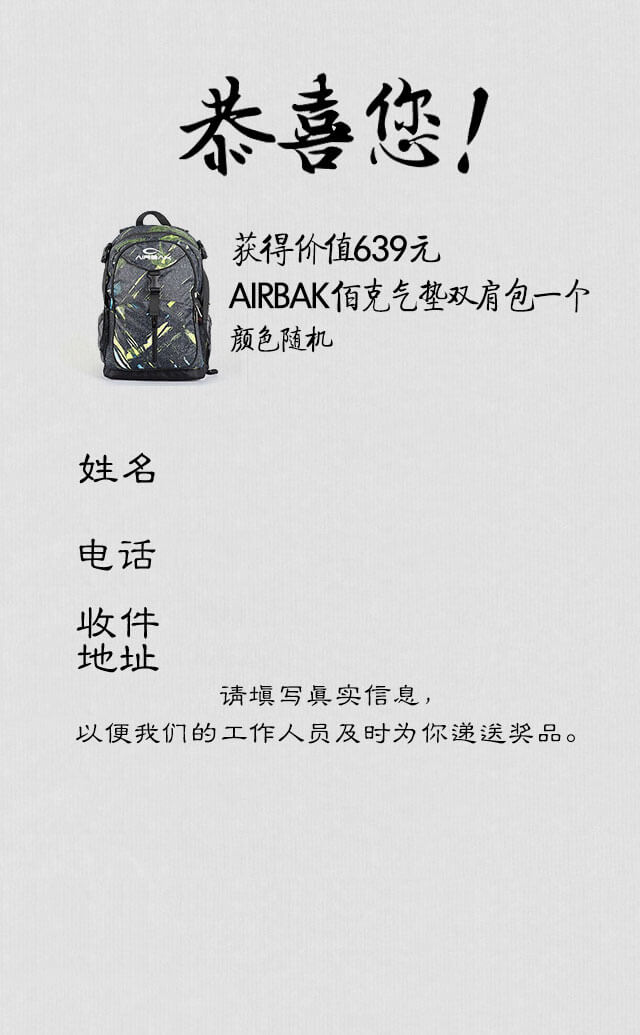 恭喜您!
AIRBAK
获得价值639元
AIRBAK佰克气垫双肩包一个
颜色随机
姓名
电话
收件
地址
请填写真实信息,
以便我们的工作人员及时为你递送奖品。